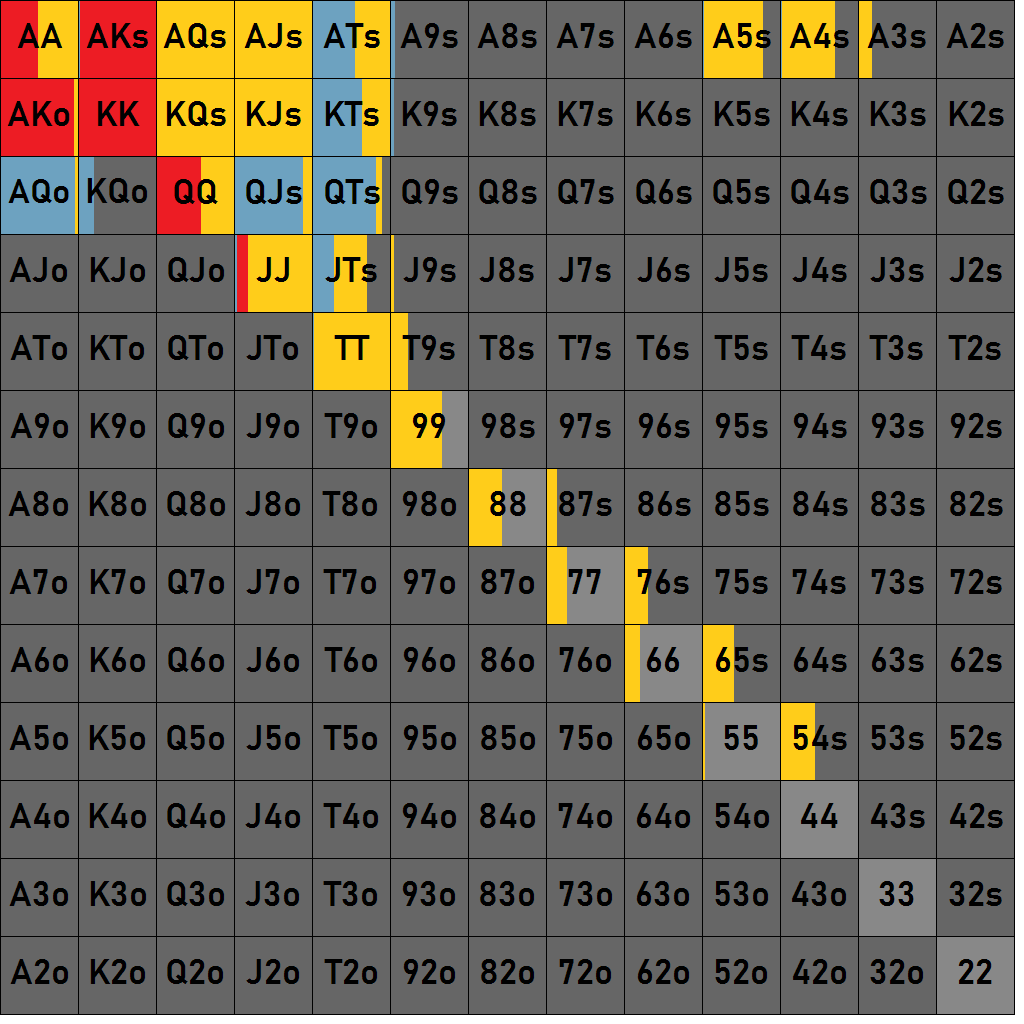 AA AKs AQs AJs ATs A9s A8s A7s A6s A5s A4s A3s A2s
AKo KK KQs KJs KTs K9s K8s K7s K6s K5s K4s K3s K2s
AQo KQo QQ QJs QTs Q9s Q8s Q7s Q6s Q5s Q4s Q3s Q2s
AJo KJo QJo JJ JTs J9s J8s J7s J6s J5s J4s J3s J2s
ATo KTo QTo JTo TT T9s T8s T7s T6s T5s T4s T3s T2s
A9o K9o Q9o J9o T9o 99 98s 97s 96s 95s 94s 93s 92s
A8o K8o Q8o J8o T8o 98o 88 87s 86s 85s 84s 83s 82s
A7o K7o Q7o J7o T7o 97o 87o 77 76s 75s 74s 73s 72s
A6o K6o Q6o J6o T6o 96o 86o 76o 66 65s 64s 63s 62s
A5o K5o Q5o J5o T5o 95o 85o 75o 65o 55 54s 53s 52s
A4o K4o Q4o J4o T4o 94o 84o 74o 64o 54o 44 43s 42s
A3o K3o Q3o J3o T3o 93o 83o 73o 63o 53o 43o 33 32s
A2o K2o Q2o J2o T2o 92o 82o 72o 62o 52o 42o 32o 22